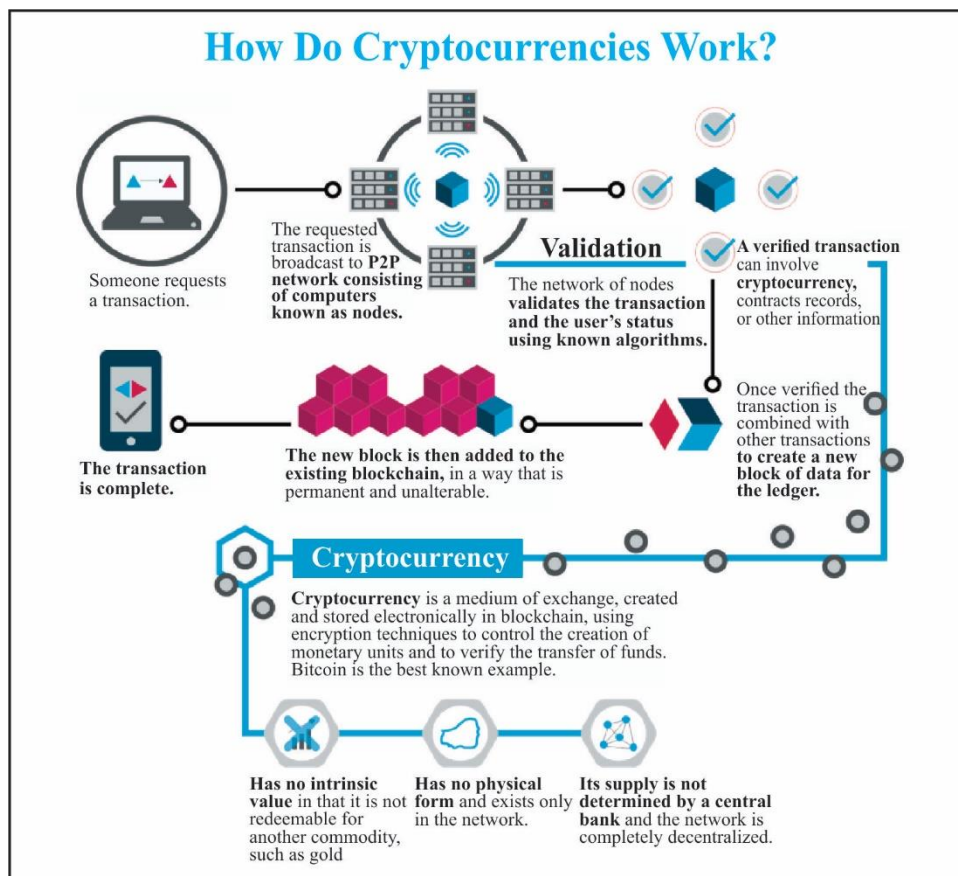 How Do Cryptocurrencies Work?
Someone requests
a transaction.
The requested
transaction is
broadcast to P2P
network consisting
of computers
known as nodes.
Validation
The network of nodes
validates the transaction
and the user's status
using known algorithms.
A verified transaction
can involve
cryptocurrency,
contracts records,
or other information
Once verified the
transaction is
combined with
other transactions
to create a new
block of data for
the ledger.
The new block is then added to the
existing blockchain, in a way that is
permanent and unalterable.
The transaction
is complete.
Cryptocurrency
Cryptocurrency is a medium of exchange, created
and stored electronically in blockchain, using
encryption techniques to control the creation of
monetary units and to verify the transfer of funds.
Bitcoin is the best known example.
Has no intrinsic
value in that it is not
redeemable for
another commodity,
such as gold
Has no physical
form and exists only
in the network.
Its supply is not
determined by a central
bank and the network is
completely decentralized.